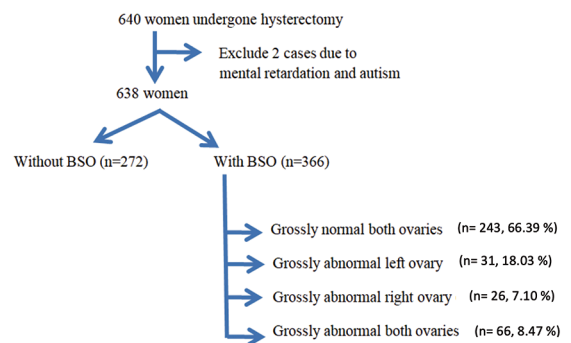 640 women undergone hysterectomy
Exclude 2 cases due to
mental retardation and autism
638 women
Without BSO (n=272)
With BSO (n=366)
Grossly normal both ovaries (n= 243, 66.39 %)
Grossly abnormal left ovary (n= 31, 18.03 %)
Grossly abnormal right ovary (n= 26, 7.10 %)
Grossly abnormal both ovaries (n= 66, 8.47 %)